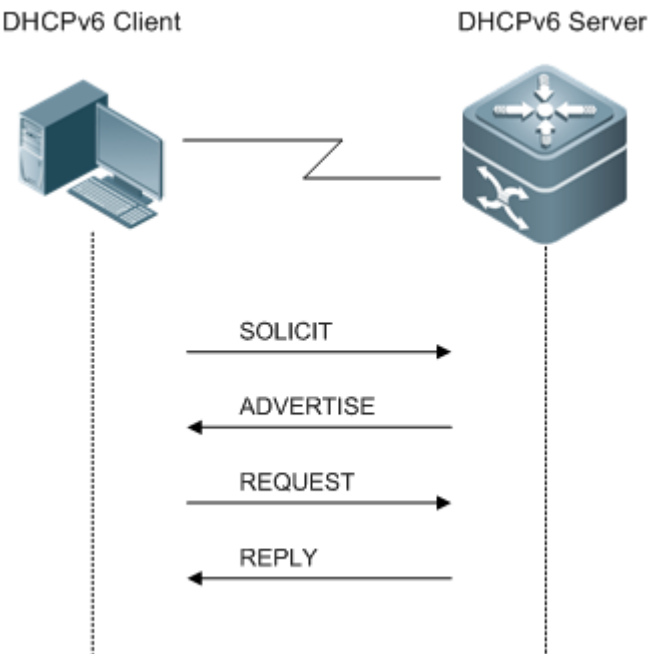 DHCPv6 Client
DHCPv6 Server
SOLICIT
ADVERTISE
REQUEST
REPLY